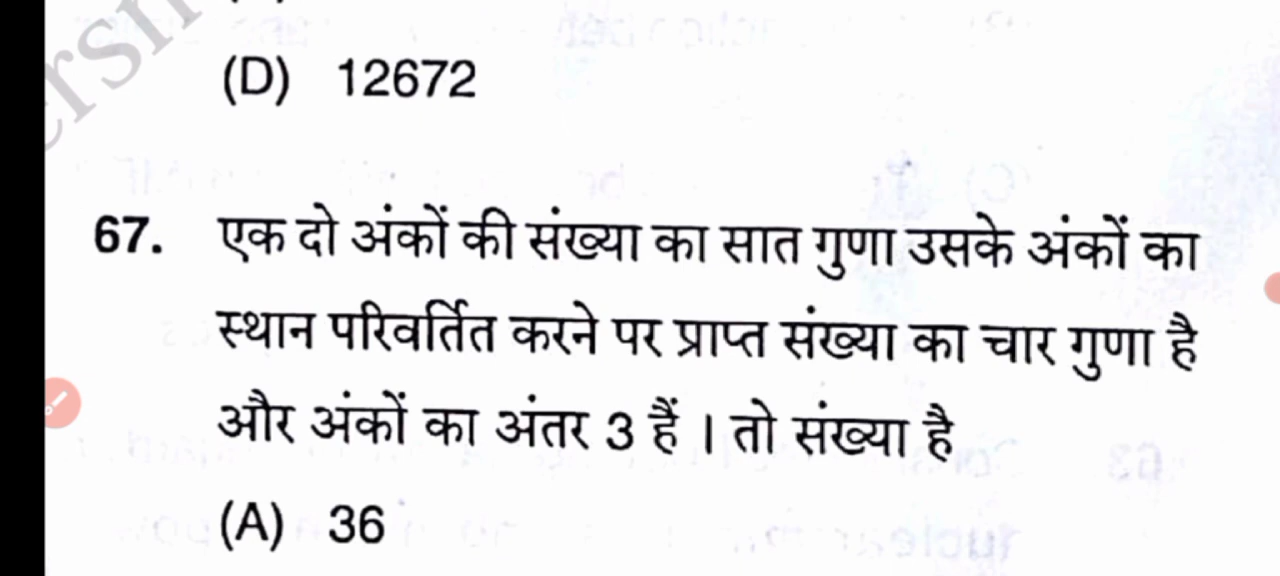 (D) 12672
67. एक दो अंकों की संख्या का सात गुणा उसके अंकों का
स्थान परिवर्तित करने पर प्राप्त संख्या का चार गुणा है
और अंकों का अंतर 3 हैं । तो संख्या है
(A) 36